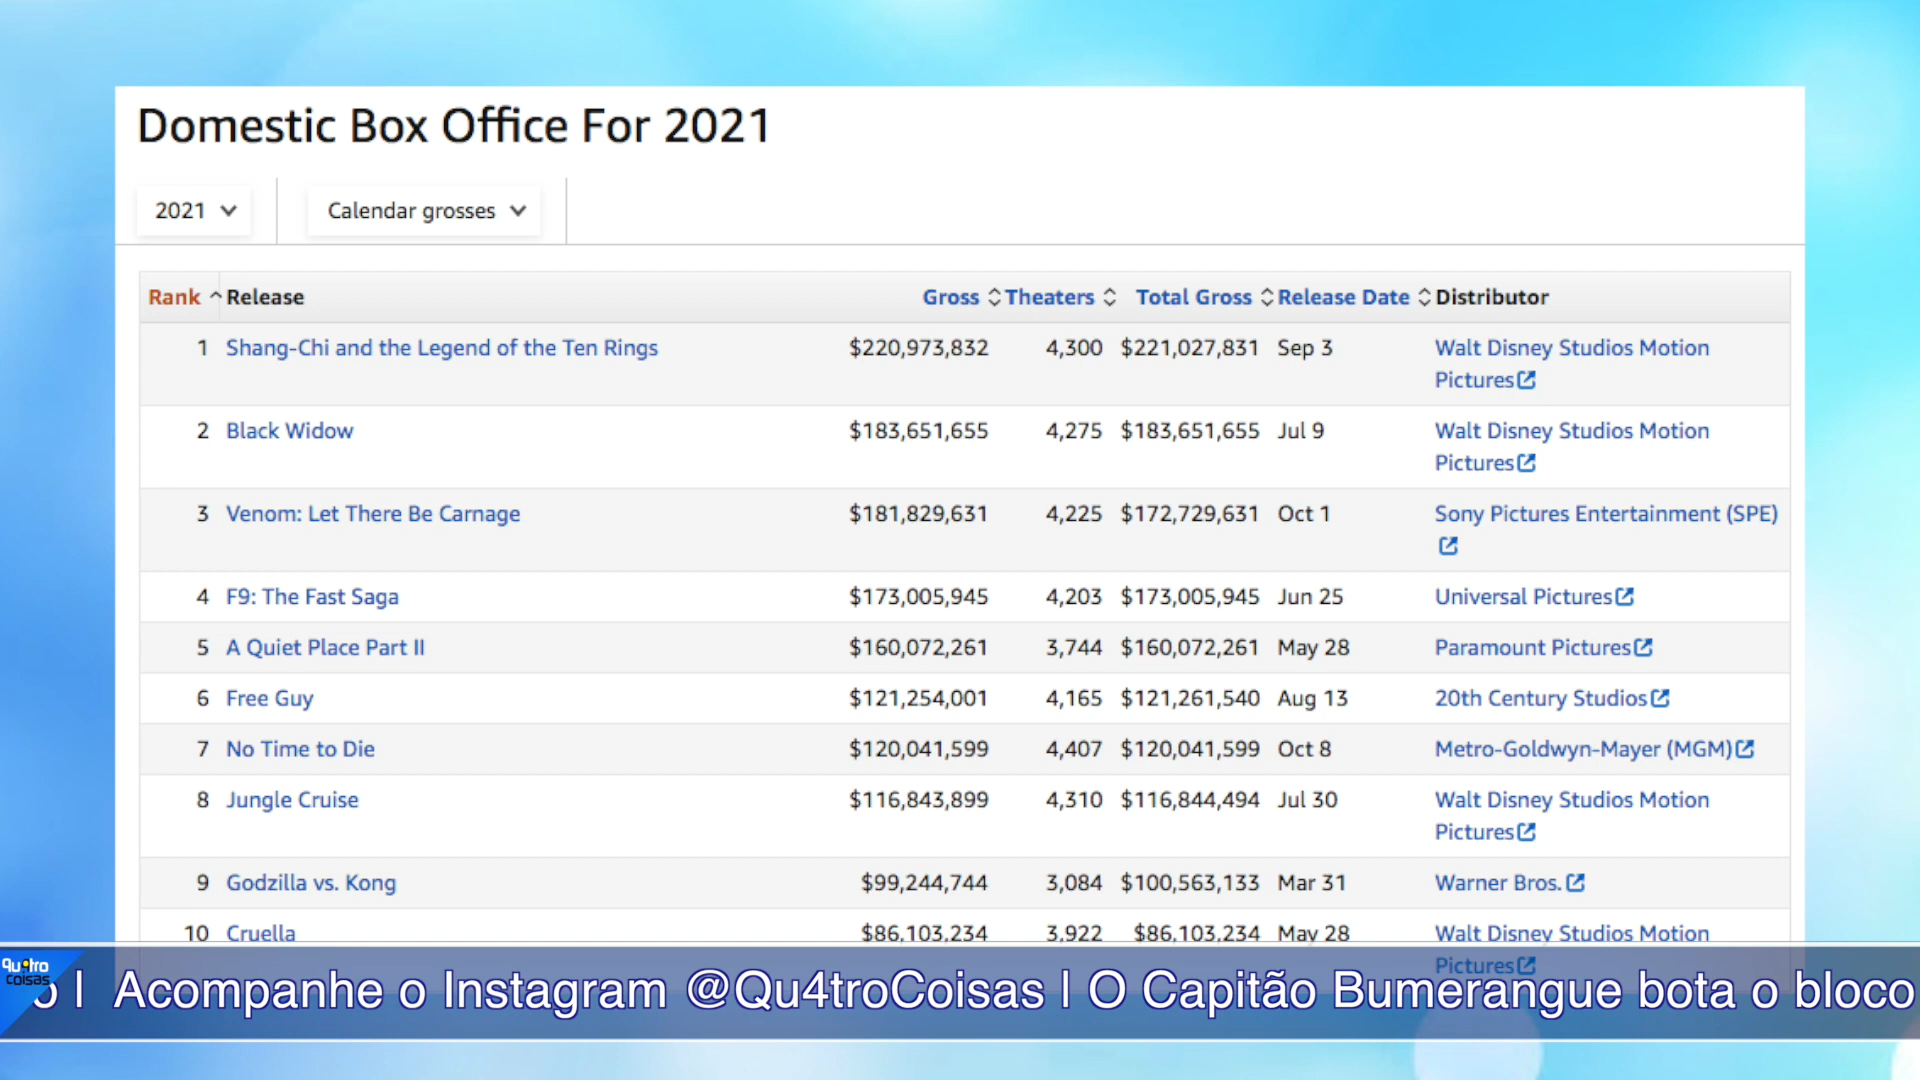 Domestic Box Office For 2021
2021 Calendar grosses
Rank Release Gross Theaters Total Gross Release Date Distributor
1 Shang-Chi and the Legend of the Ten Rings $220,973,832 4,300 $221,027,831 Sep 3 Walt Disney Studios Motion
Pictures
2 Black Widow $183,651,655 4,275 $183,651,655 Jul 9 Walt Disney Studios Motion
Pictures
3 Venom: Let There Be Carnage $181,829,631 4,225 $172,729,631 Oct 1 Sony Pictures Entertainment (SPE)
4 F9: The Fast Saga $173,005,945 4,203 $173,005,945 Jun 25 Universal Pictures
5 A Quiet Place Part II $160,072,261 3,744 $160,072,261 May 28 Paramount Pictures
6 Free Guy $121,254,001 4,165 $121,261,540 Aug 13 20th Century Studios
7 No Time to Die $120,041,599 4,407 $120,041,599 Oct 8 Metro-Goldwyn-Mayer (MGM)
8 Jungle Cruise $116,843,899 4,310 $116,844,494 Jul 30 Walt Disney Studios Motion
Pictures
9 Godzilla vs. Kong $99,244,744 3,084 $100,563,133 Mar 31 Warner Bros.
10 Cruella $86,103,234 3,922 $86,103,234 May 28 Walt Disney Studios Motion
Pictures
qu4tro
coisas
o | Acompanhe o Instagram @Qu4troCoisas | O Capitão Bumerangue bota o bloco